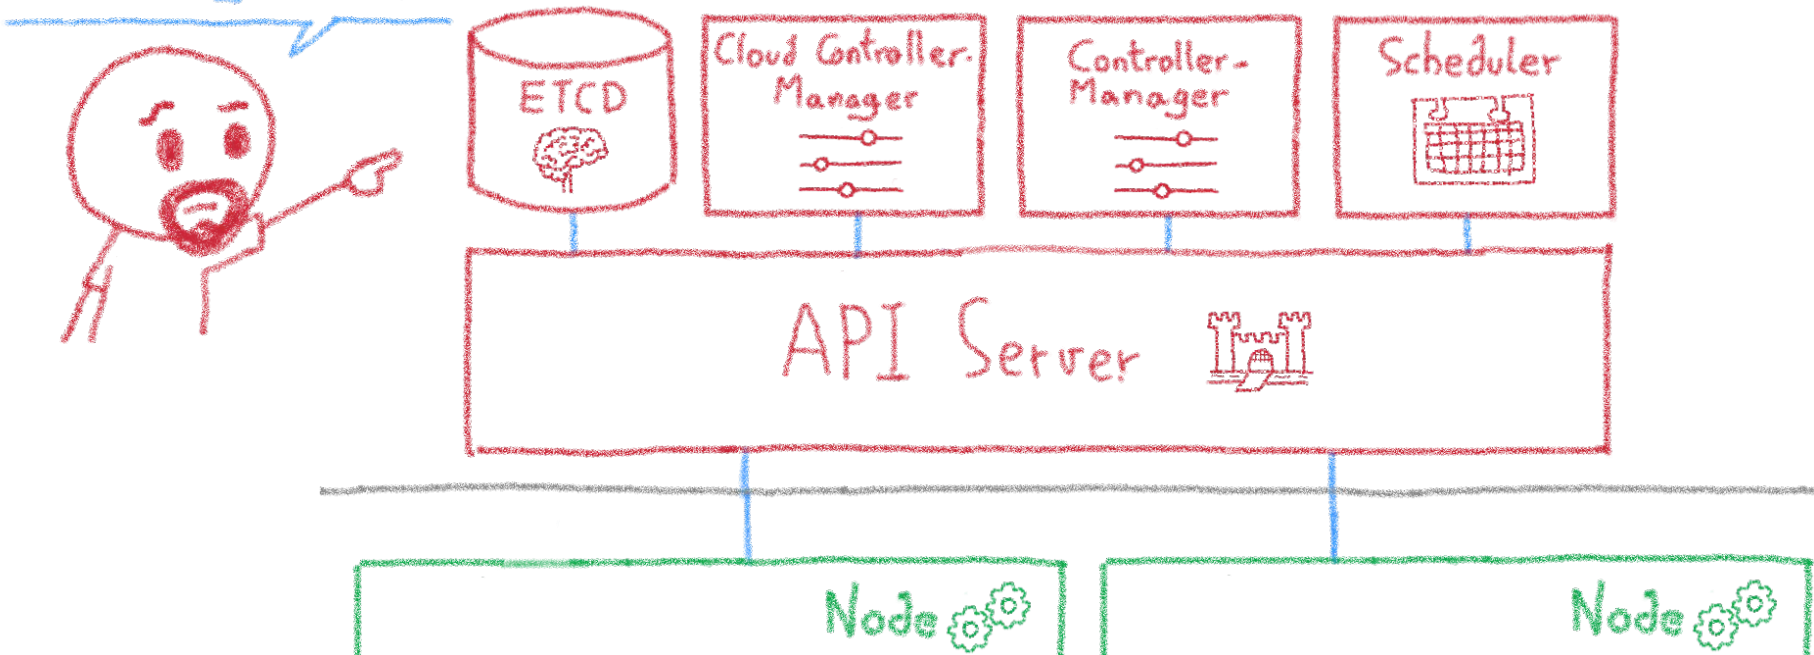 ETCD
Cloud Controller-
Manager
Controller-
Manager
Scheduler
API Server
Node
Node